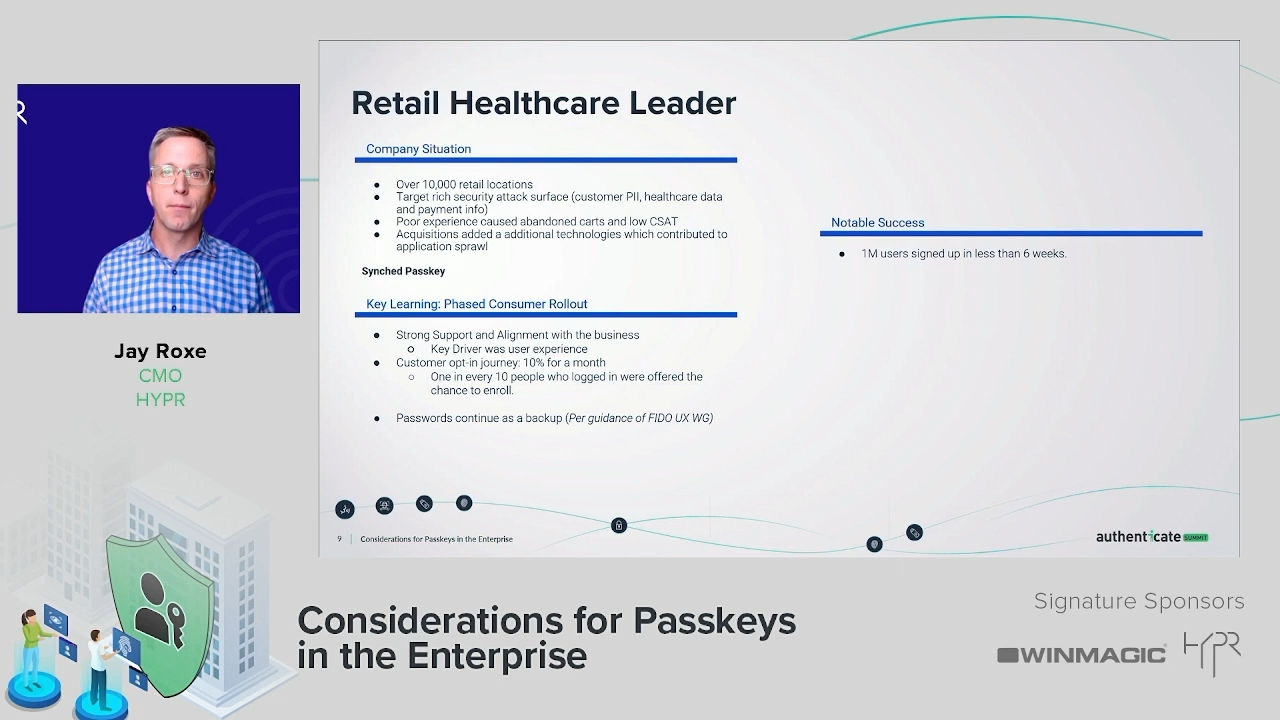 R
Jay Roxe
CMO
HYPR
Retail Healthcare Leader
Company Situation
Over 10,000 retail locations
Target rich security attack surface (customer PII, healthcare data
and payment info)
Poor experience caused abandoned carts and low CSAT
Acquisitions added a additional technologies which contributed to
application sprawl
Synched Passkey
Key Learning: Phased Consumer Rollout
Strong Support and Alignment with the business
Key Driver was user experience
Customer opt-in journey: 10% for a month
One in every 10 people who logged in were offered the
chance to enroll.
Passwords continue as a backup (Per guidance of FIDO UX WG)
Notable Success
1M users signed up in less than 6 weeks.
9 | Considerations for Passkeys in the Enterprise
authenticate SUMMIT
Considerations for Passkeys
in the Enterprise
Signature Sponsors
WINMAGIC®
HYPR